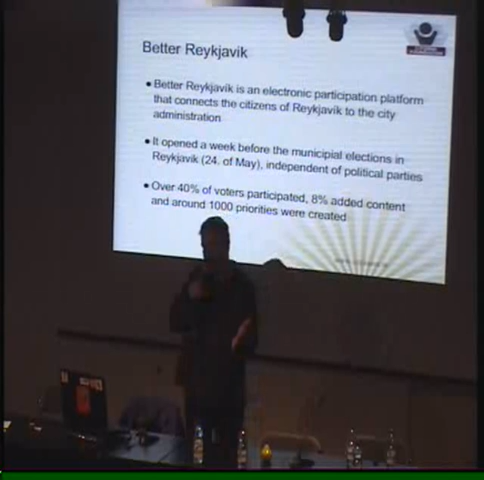 Better Reykjavik
• Better Reykjavik is an electronic participation platform
that connects the citizens of Reykjavik to the city
administration
• It opened a week before the municipial elections in
Reykjavik (24. of May), independent of political parties
• Over 40% of voters participated, 8% added content
and around 1000 priorities were created